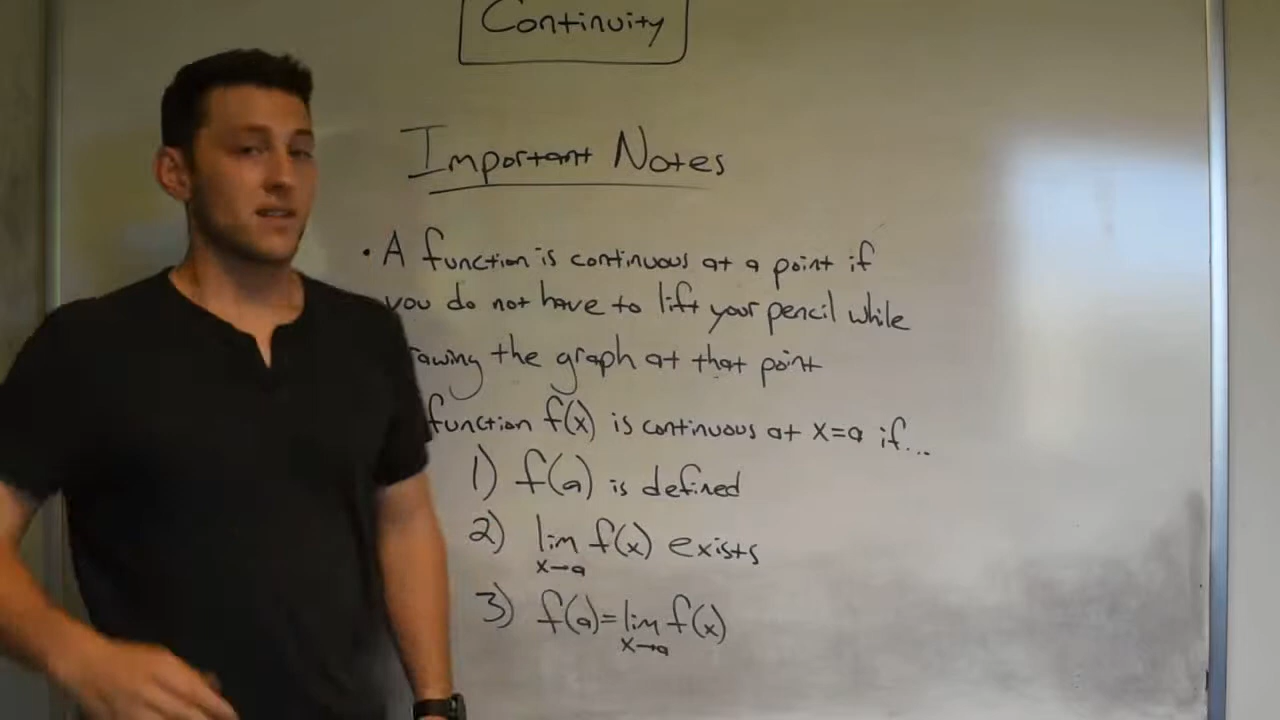 Continuity
Important Notes
• A function is continuous at a point if
you do not have to lift your pencil while
rawing the graph at that point
function f(x) is continuous at x=a if...
1) f(a) is defined
2) lim f(x) exists
x→a
3) f(a)=lim f(x)
x→a